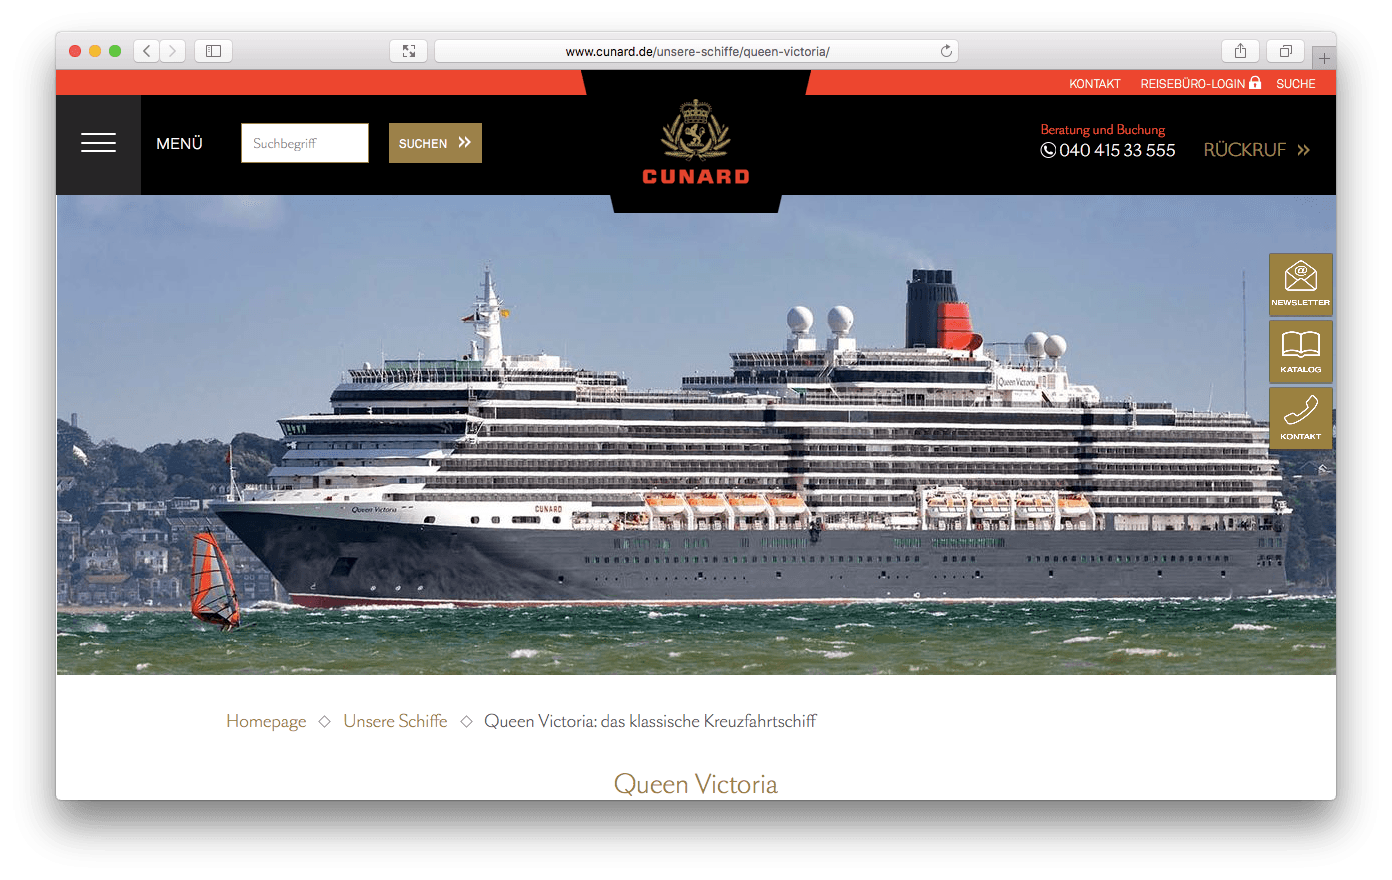 www.cunard.de/unsere-schiffe/queen-victoria/
KONTAKT REISEBÜRO-LOGIN SUCHE
MENÜ
Suchbegriff
SUCHEN
CUNARD
Beratung und Buchung
040 415 33 555
RÜCKRUF
NEWSLETTER
KATALOG
KONTAKT
Queen Victoria
Queen Victoria
CUNARD
Homepage ◇ Unsere Schiffe ◇ Queen Victoria: das klassische Kreuzfahrtschiff
Queen Victoria